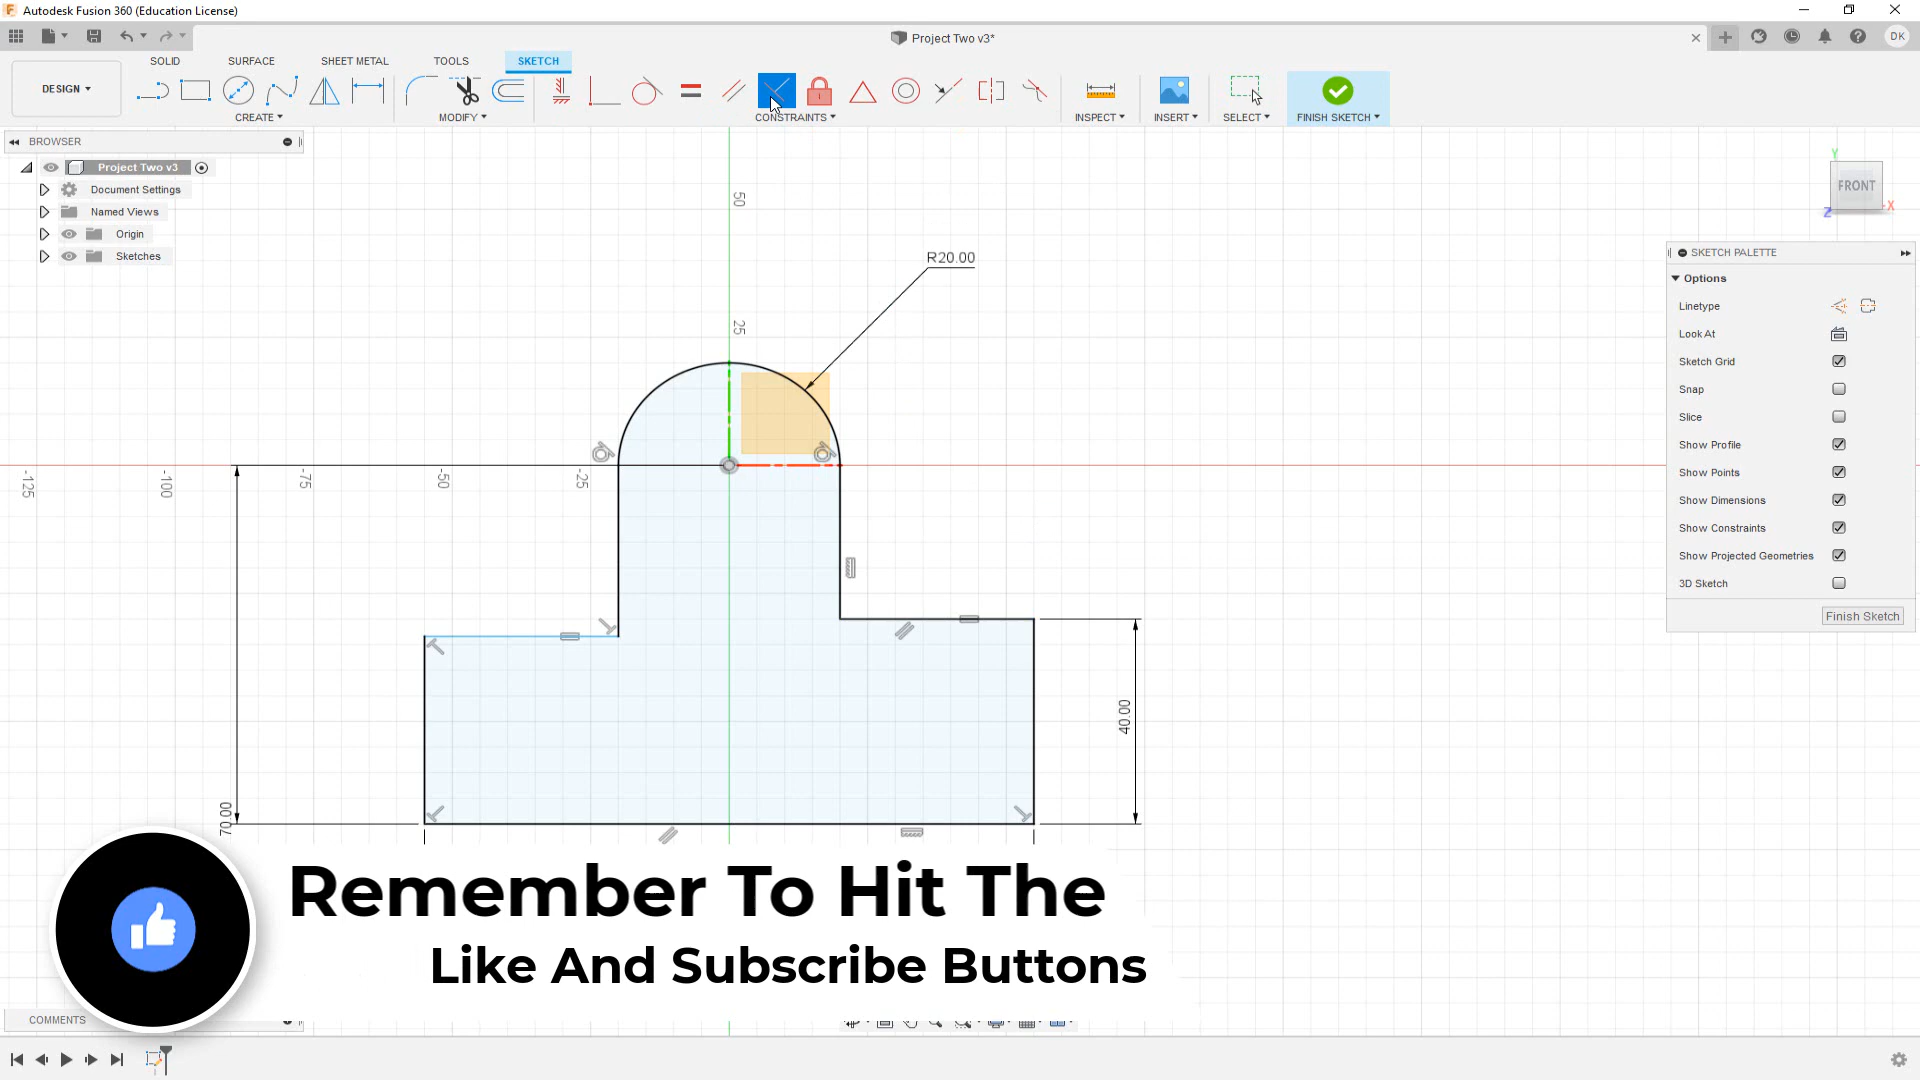 Autodesk Fusion 360 (Education License)
Project Two v3*
DK
DESIGN
SOLID
SURFACE
SHEET METAL
TOOLS
SKETCH
CREATE
MODIFY
CONSTRAINTS
INSPECT
INSERT
SELECT
FINISH SKETCH
BROWSER
Project Two v3
Document Settings
Named Views
Origin
Sketches
Y
FRONT
Z
-X
SKETCH PALETTE
Options
Linetype
Look At
Sketch Grid
Snap
Slice
Show Profile
Show Points
Show Dimensions
Show Constraints
Show Projected Geometries
3D Sketch
Finish Sketch
50
25
R20.00
-125
-100
-75
-50
-25
40.00
70.00
Remember To Hit The
Like And Subscribe Buttons
COMMENTS